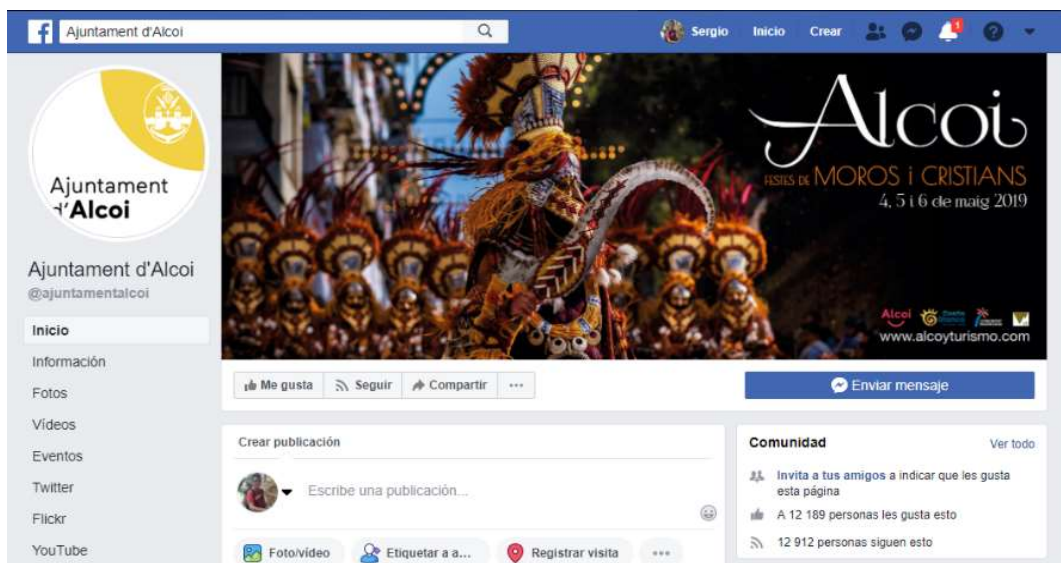 Ajuntament d'Alcoi
Sergio
Inicio
Crear
1
Ajuntament
d'Alcoi
Alcoi
FESTES DE MOROS i CRISTIANS
4, 5 i 6 de maig 2019
Alcoi
www.alcoyturismo.com
Ajuntament d'Alcoi
@ajuntamentalcoi
Inicio
Información
Fotos
Vídeos
Eventos
Twitter
Flickr
YouTube
Me gusta
Seguir
Compartir
Enviar mensaje
Crear publicación
Escribe una publicación...
Foto/vídeo
Etiquetar a a...
Registrar visita
Comunidad
Ver todo
Invita a tus amigos a indicar que les gusta
esta página
A 12 189 personas les gusta esto
12 912 personas siguen esto